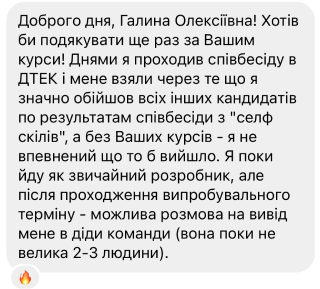 Доброго дня, Галина Олексіївна! Хотів
би подякувати ще раз за Вашим
курси! Днями я проходив співбесіду в
ДТЕК і мене взяли через те що я
значно обійшов всіх інших кандидатів
по результатам співбесіди з "селф
скілів", а без Ваших курсів - я не
впевнений що то б вийшло. Я поки
йду як звичайний розробник, але
після проходження випробувального
терміну - можлива розмова на вивід
мене в діди команди (вона поки не
велика 2-3 людини).